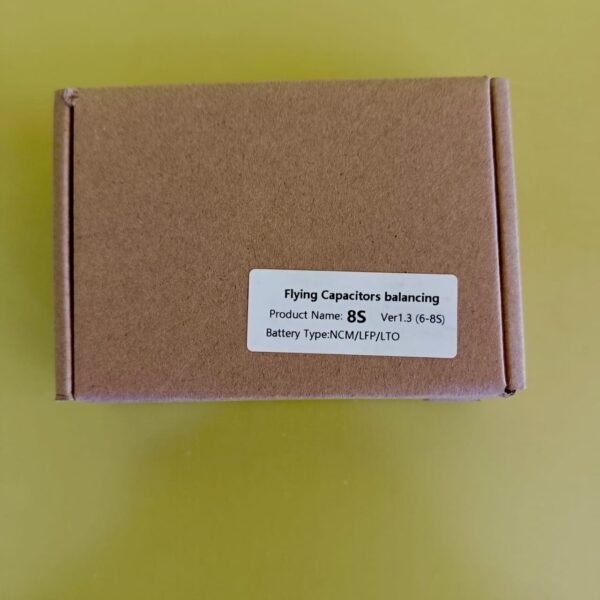 Flying Capacitors balancing
Product Name: 8S Ver1.3 (6-8S)
Battery Type:NCM/LFP/LTO